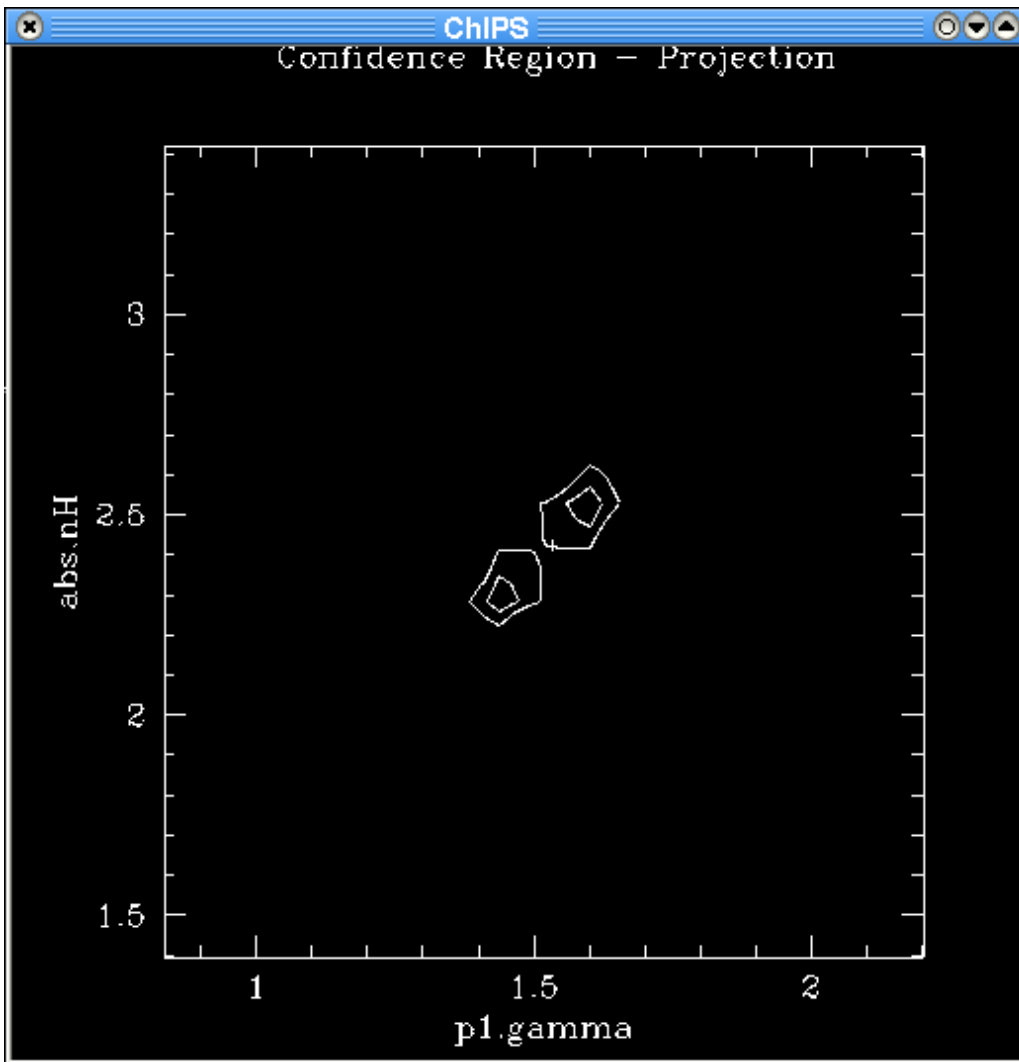 ChIPS
Confidence Region – Projection
3
2.5
2
1.5
abs.nH
1
1.5
2
p1.gamma